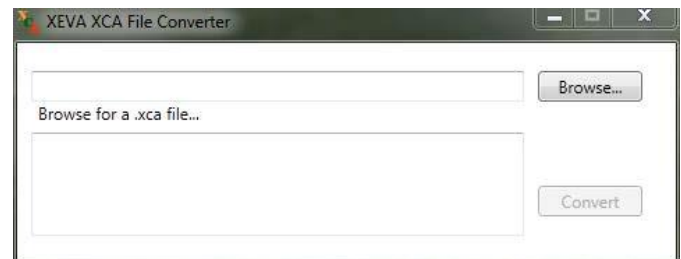 XEVA XCA File Converter
Browse...
Browse for a .xca file...
Convert